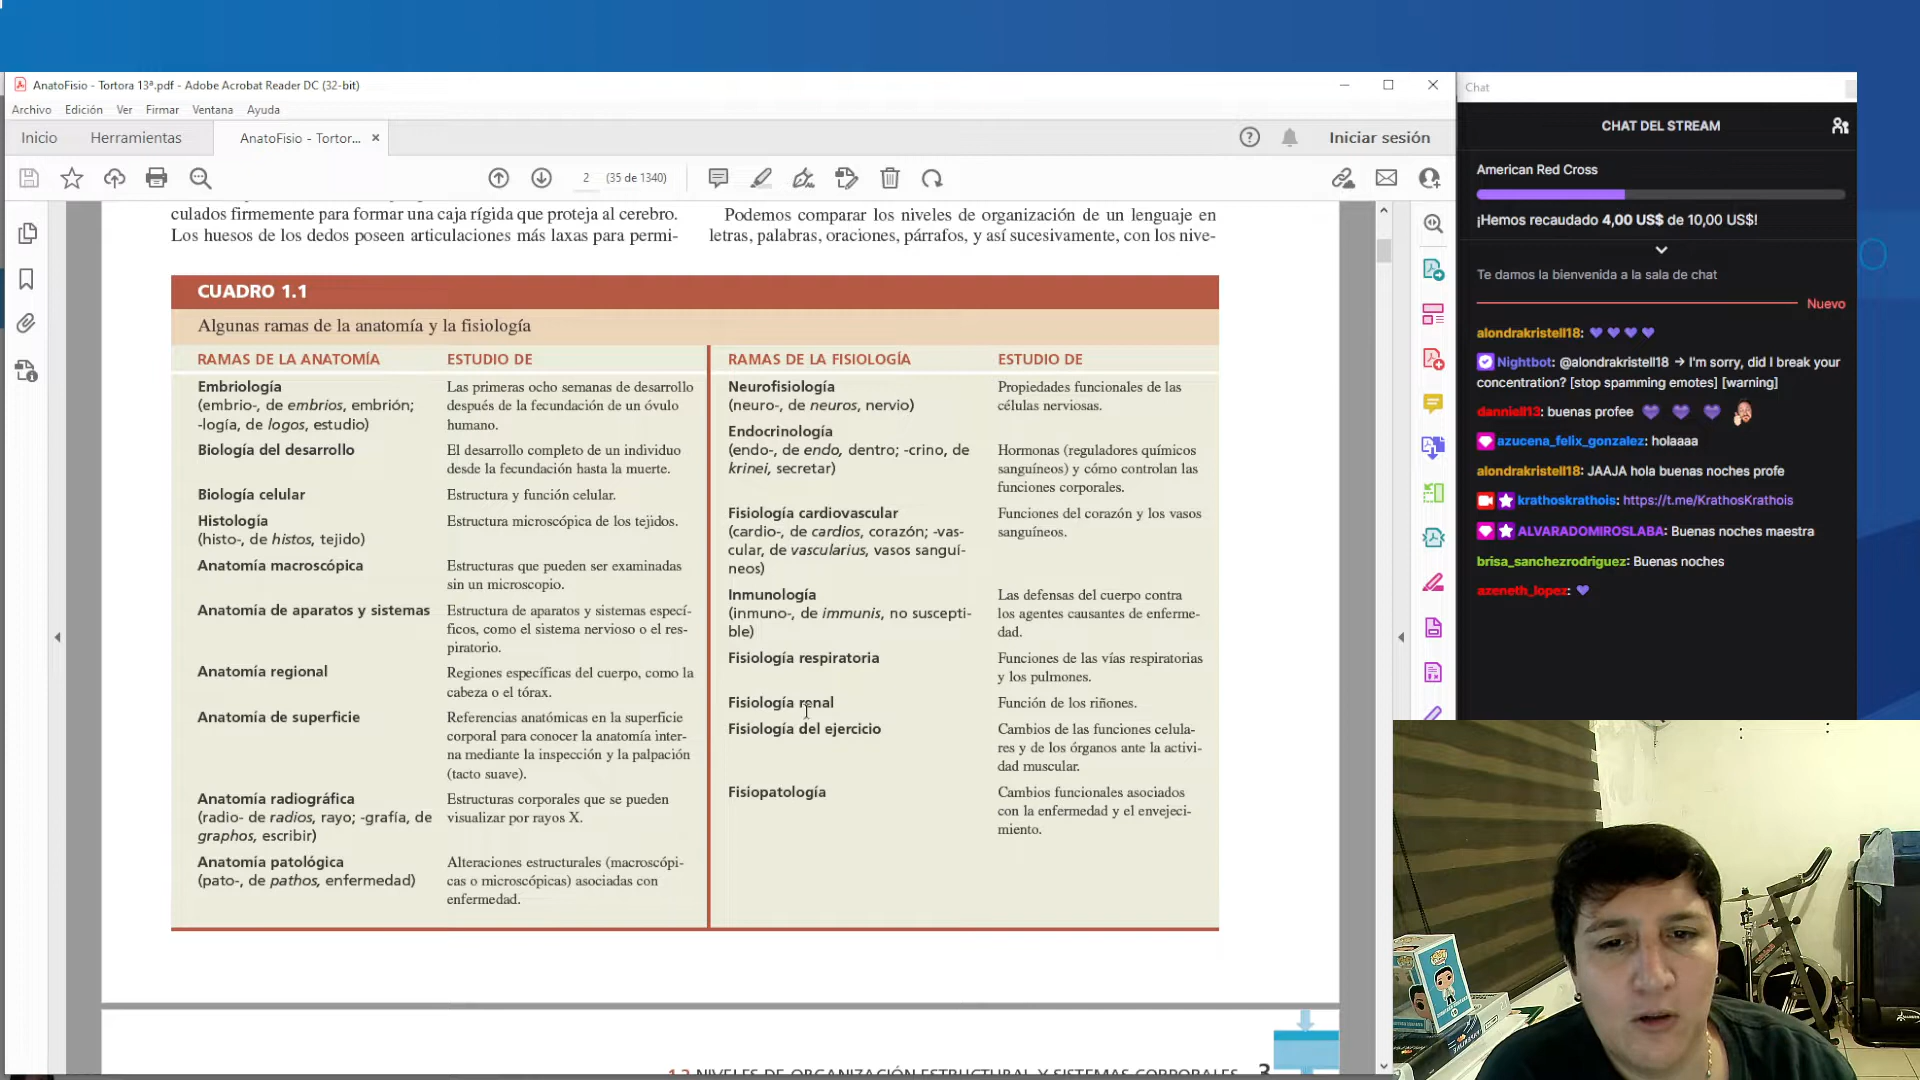 AnatoFisio - Tortora 13ª.pdf - Adobe Acrobat Reader DC (32-bit)
Archivo Edición Ver Firmar Ventana Ayuda
Inicio Herramientas AnatoFisio - Tortor... ×
Iniciar sesión
2 (35 de 1340)
culados firmemente para formar una caja rígida que proteja al cerebro.
Los huesos de los dedos poseen articulaciones más laxas para permi-
Podemos comparar los niveles de organización de un lenguaje en
letras, palabras, oraciones, párrafos, y así sucesivamente, con los nive-
CUADRO 1.1
Algunas ramas de la anatomía y la fisiología
RAMAS DE LA ANATOMÍA ESTUDIO DE
Embriología
(embrio-, de embrios, embrión;
-logía, de logos, estudio)
Las primeras ocho semanas de desarrollo
después de la fecundación de un óvulo
humano.
Biología del desarrollo
El desarrollo completo de un individuo
desde la fecundación hasta la muerte.
Biología celular
Estructura y función celular.
Histología
(histo-, de histos, tejido)
Estructura microscópica de los tejidos.
Anatomía macroscópica
Estructuras que pueden ser examinadas
sin un microscopio.
Anatomía de aparatos y sistemas
Estructura de aparatos y sistemas especí-
ficos, como el sistema nervioso o el res-
piratorio.
Anatomía regional
Regiones específicas del cuerpo, como la
cabeza o el tórax.
Anatomía de superficie
Referencias anatómicas en la superficie
corporal para conocer la anatomía inter-
na mediante la inspección y la palpación
(tacto suave).
Anatomía radiográfica
(radio- de radios, rayo; -grafía, de
graphos, escribir)
Estructuras corporales que se pueden
visualizar por rayos X.
Anatomía patológica
(pato-, de pathos, enfermedad)
Alteraciones estructurales (macroscópi-
cas o microscópicas) asociadas con
enfermedad.
RAMAS DE LA FISIOLOGÍA ESTUDIO DE
Neurofisiología
(neuro-, de neuros, nervio)
Propiedades funcionales de las
células nerviosas.
Endocrinología
(endo-, de endo, dentro; -crino, de
krinei, secretar)
Hormonas (reguladores químicos
sanguíneos) y cómo controlan las
funciones corporales.
Fisiología cardiovascular
(cardio-, de cardios, corazón; -vas-
cular, de vascularius, vasos sanguí-
neos)
Funciones del corazón y los vasos
sanguíneos.
Inmunología
(inmuno-, de immunis, no suscepti-
ble)
Las defensas del cuerpo contra
los agentes causantes de enferme-
dad.
Fisiología respiratoria
Funciones de las vías respiratorias
y los pulmones.
Fisiología renal
Función de los riñones.
Fisiología del ejercicio
Cambios de las funciones celula-
res y de los órganos ante la activi-
dad muscular.
Fisiopatología
Cambios funcionales asociados
con la enfermedad y el envejeci-
miento.
1.2 NIVELES DE ORGANIZACIÓN ESTRUCTURAL Y SISTEMAS CORPORALES 3
Chat
CHAT DEL STREAM
American Red Cross
¡Hemos recaudado 4,00 US$ de 10,00 US$!
Te damos la bienvenida a la sala de chat
Nuevo
alondrakristell18:
Nightbot: @alondrakristell18 → I'm sorry, did I break your
concentration? [stop spamming emotes] [warning]
danniell13: buenas profee
azucena_felix_gonzalez: holaaaa
alondrakristell18: JAAJA hola buenas noches profe
krathoskrathois: https://t.me/KrathosKrathois
ALVARADOMIROSLABA: Buenas noches maestra
brisa_sanchezrodriguez: Buenas noches
azeneth_lopez: